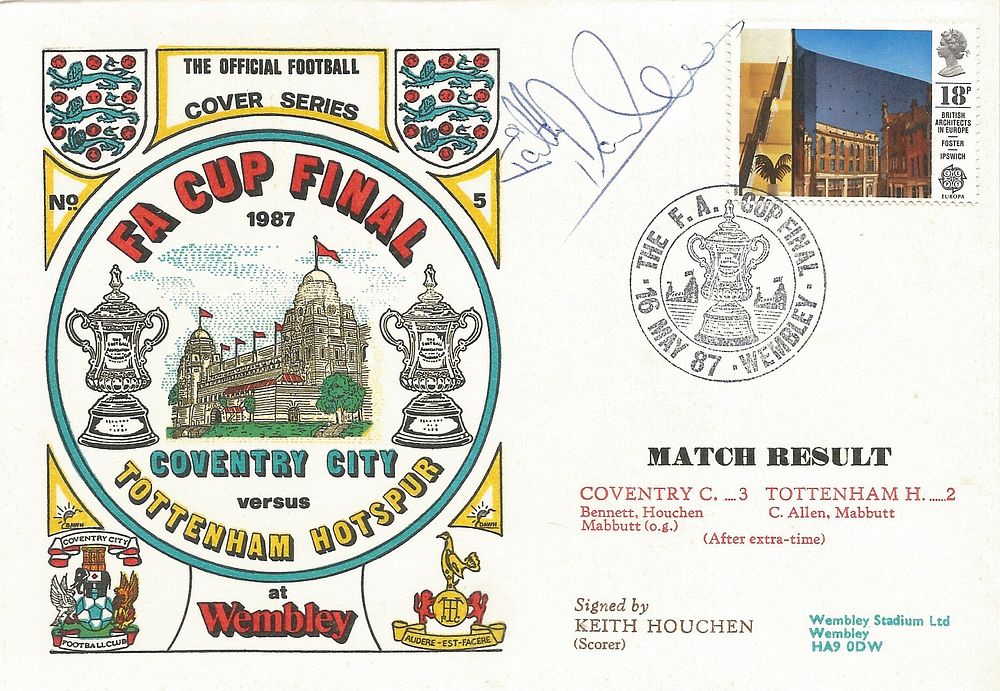 THE OFFICIAL FOOTBALL
COVER SERIES
No
5
FA CUP FINAL
1987
COVENTRY CITY
versus
TOTTENHAM HOTSPUR
at
Wembley
DAWN
DAWN
COVENTRY CITY
FOOTBALL CLUB
AUDERE-EST-FACERE
18P
BRITISH
ARCHITECTS
IN EUROPE
FOSTER
IPSWICH
EUROPA
THE F.A. CUP FINAL
16 MAY 87 · WEMBLEY
MATCH RESULT
COVENTRY C. ....3 TOTTENHAM H. ......2
Bennett, Houchen C. Allen, Mabbutt
Mabbutt (o.g.)
(After extra-time)
Signed by
KEITH HOUCHEN
(Scorer)
Wembley Stadium Ltd
Wembley
HA9 0DW